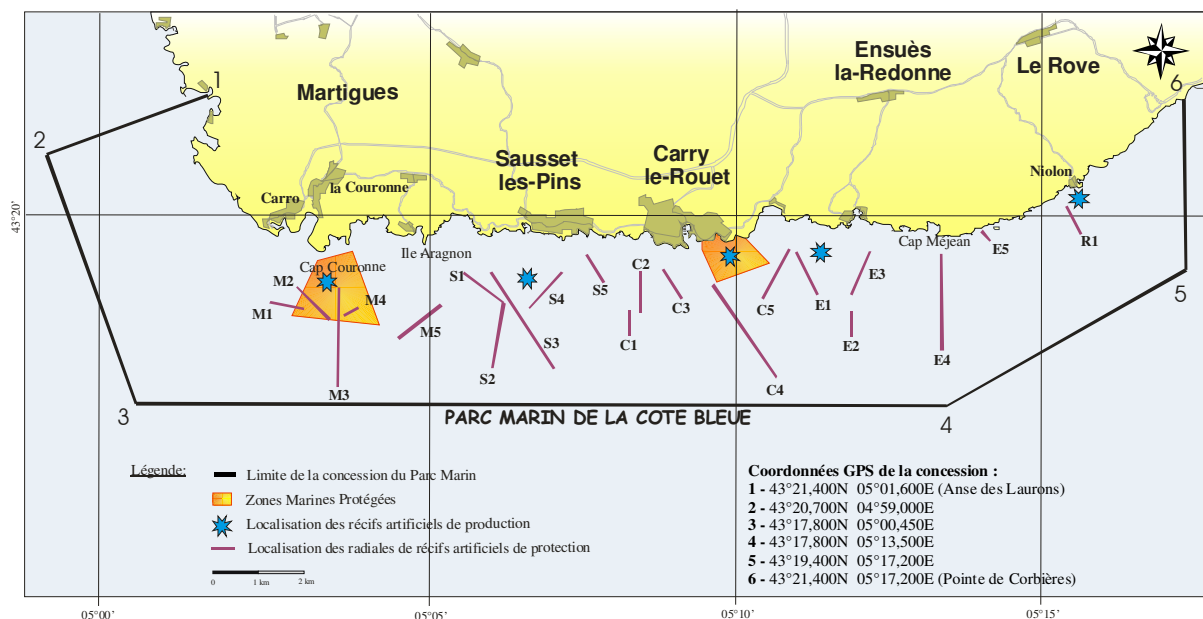 Ensuès
la-Redonne
Le Rove
6
1
Martigues
2
Sausset
les-Pins
Carry
le-Rouet
Niolon
la Couronne
Carro
43°20'
R1
Ile Aragnon
Cap Méjean
E5
Cap Couronne
M2
M1
M4
M5
S1
S4
S5
C2
C3
C5
E1
E3
5
S3
C1
E2
E4
S2
M3
C4
3
PARC MARIN DE LA COTE BLEUE
4
Légende:
Limite de la concession du Parc Marin
Zones Marines Protégées
Localisation des récifs artificiels de production
Localisation des radiales de récifs artificiels de protection
0 1 km 2 km
Coordonnées GPS de la concession :
1 - 43°21,400N 05°01,600E (Anse des Laurons)
2 - 43°20,700N 04°59,000E
3 - 43°17,800N 05°00,450E
4 - 43°17,800N 05°13,500E
5 - 43°19,400N 05°17,200E
6 - 43°21,400N 05°17,200E (Pointe de Corbières)
05°00' 05°05' 05°10' 05°15'